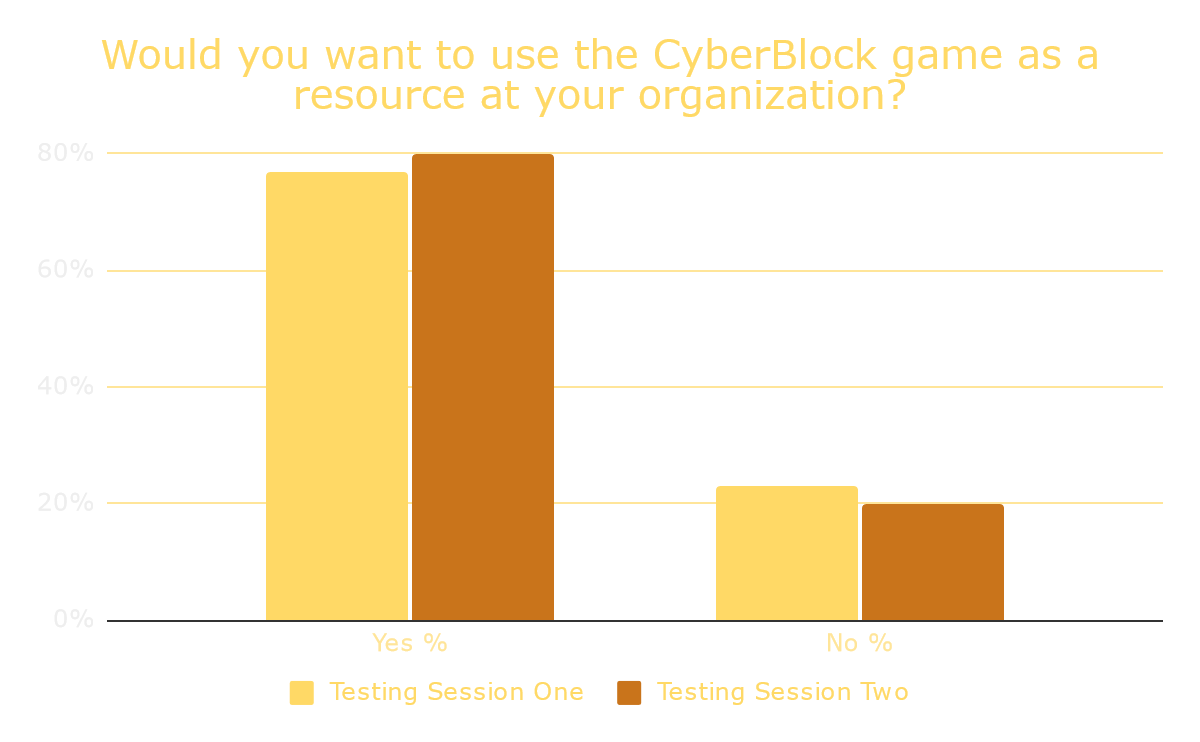 Would you want to use the CyberBlock game as a
resource at your organization?
80%
60%
40%
20%
0%
Yes %
No %
Testing Session One
Testing Session Two